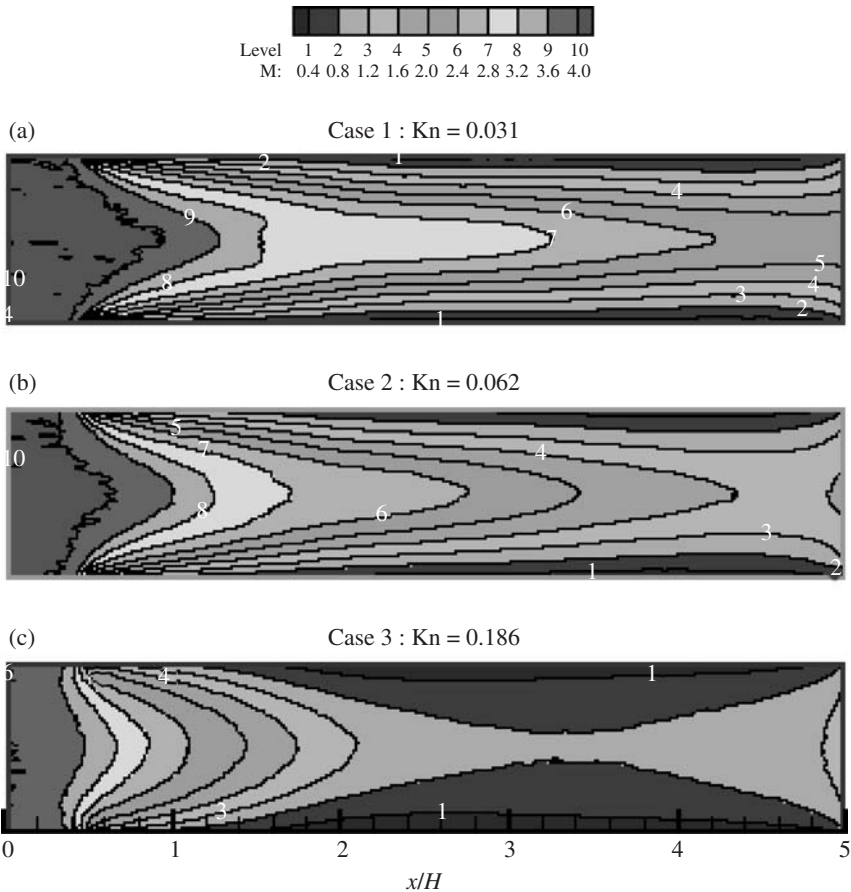 Level 1 2 3 4 5 6 7 8 9 10
M: 0.4 0.8 1.2 1.6 2.0 2.4 2.8 3.2 3.6 4.0
(a) Case 1 : Kn = 0.031
2 1
4
9 6
7
10 5
8 4
3
4 2
1
(b) Case 2 : Kn = 0.062
5
7 4
10
8 6
3
1 2
(c) Case 3 : Kn = 0.186
6 4 1
3 1
0 1 2 3 4 5
x/H